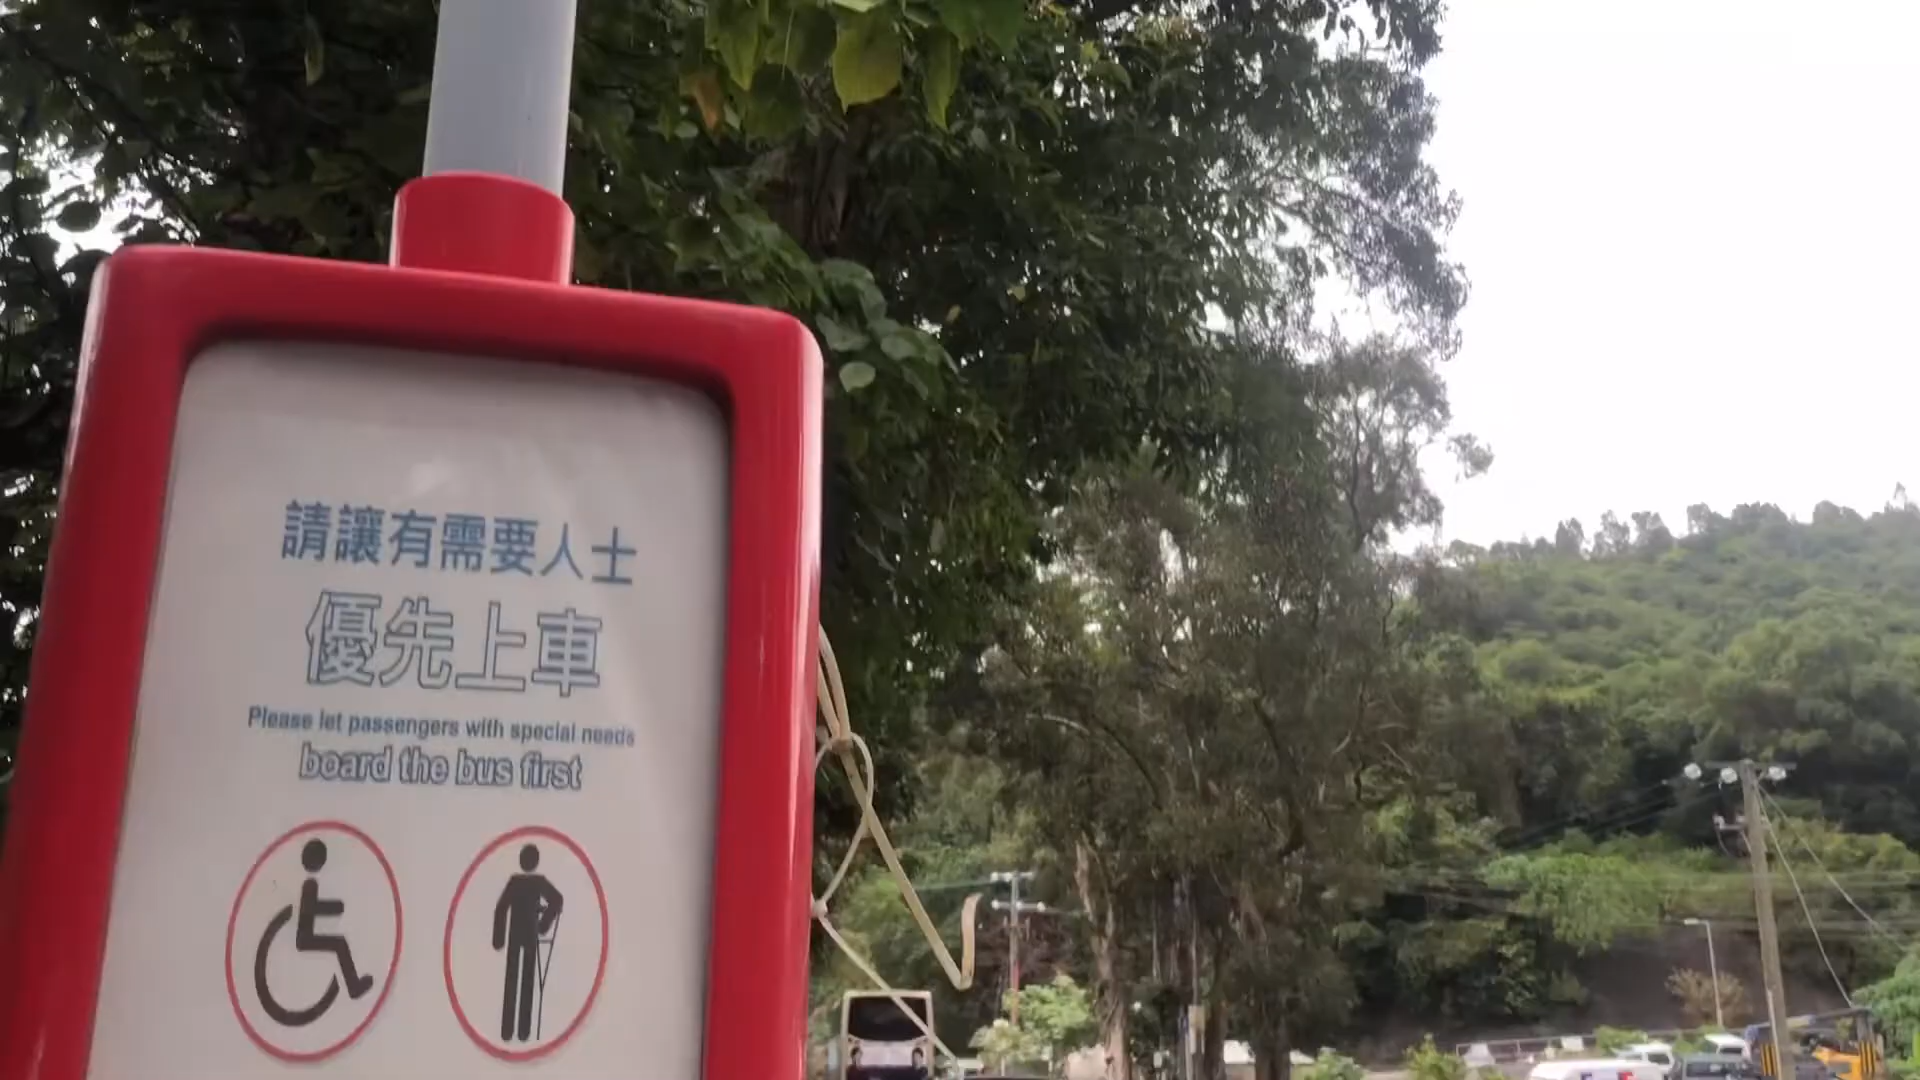 請讓有需要人士
優先上車
Please let passengers with special needs
board the bus first